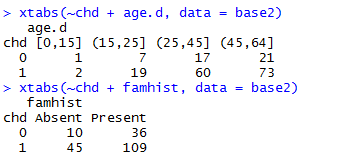 > xtabs(~chd + age.d, data = base2)
age.d
chd [0,15] (15,25] (25,45] (45,64]
0 1 7 17 21
1 2 19 60 73
> xtabs(~chd + famhist, data = base2)
famhist
chd Absent Present
0 10 36
1 45 109